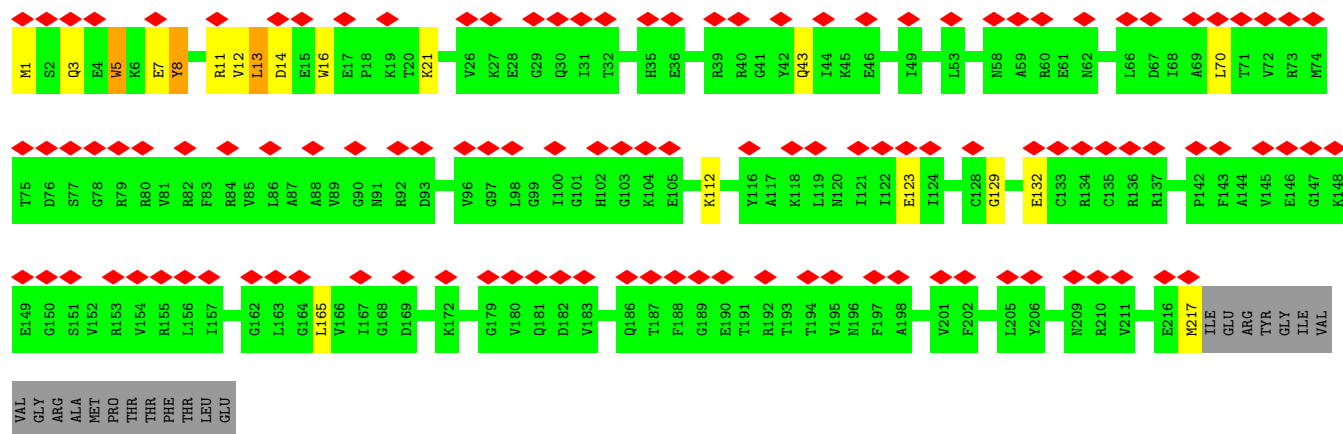 M1 S2 Q3 E4 W5 K6 E7 Y8 R11 V12 L13 D14 E15 W16 E17 P18 K19 T20 K21 V26 K27 E28 G29 Q30 I31 T32 H35 E36 R39 R40 G41 Y42 Q43 I44 K45 E46 I49 L53 N58 A59 R60 E61 N62 L66 D67 I68 A69 L70 T71 V72 R73 M74
T75 D76 S77 G78 R79 R80 V81 R82 F83 R84 V85 L86 A87 A88 V89 G90 N91 R92 D93 V96 G97 L98 G99 I100 G101 H102 G103 K104 E105 K112 Y116 A117 K118 L119 N120 I121 I122 E123 I124 C128 G129 E132 C133 R134 C135 R136 R137 P142 F143 A144 V145 E146 G147 K148
E149 G150 S151 V152 R153 V154 R155 L156 I157 G162 L163 G164 L165 V166 I167 G168 D169 K172 G179 V180 Q181 D182 V183 Q186 T187 F188 G189 E190 T191 R192 T193 T194 V195 N196 F197 A198 V201 F202 L205 Y206 N209 R210 V211 E216 M217 ILE GLU ARG TYR GLY ILE VAL
VAL GLY ARG ALA MET PRO THR THR PHE THR LEU GLU